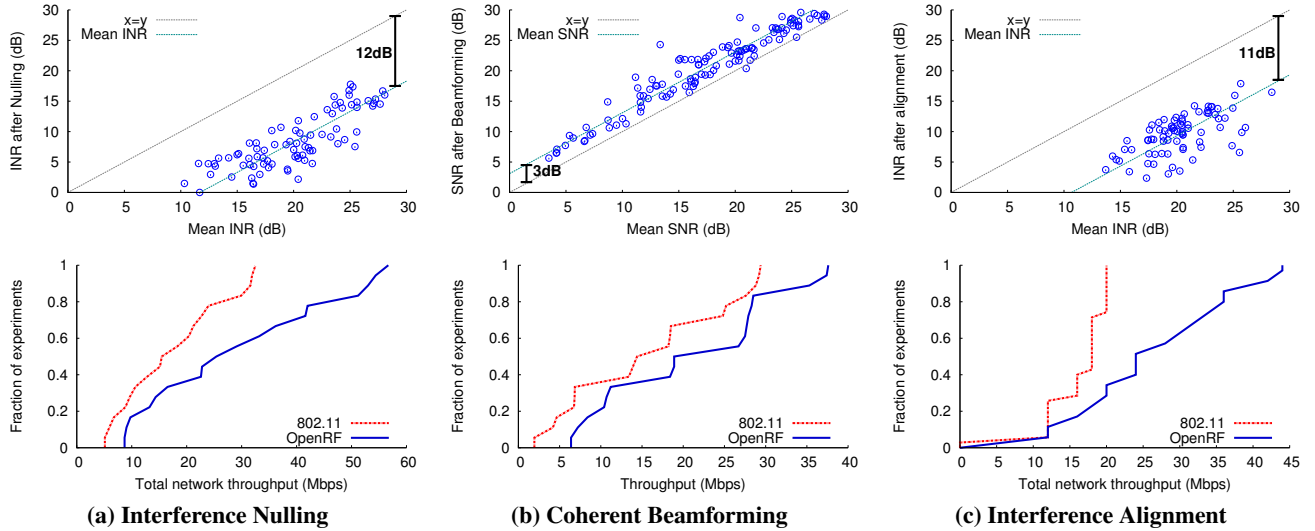 INR after Nulling (dB)
30
25
20
15
10
5
0
x=y
Mean INR
12dB
0 5 10 15 20 25 30
Mean INR (dB)
SNR after Beamforming (dB)
30
25
20
15
10
5
0
x=y
Mean SNR
3dB
0 5 10 15 20 25 30
Mean SNR (dB)
INR after alignment (dB)
30
25
20
15
10
5
0
x=y
Mean INR
11dB
0 5 10 15 20 25 30
Mean INR (dB)
Fraction of experiments
1
0.8
0.6
0.4
0.2
0
802.11
OpenRF
0 10 20 30 40 50 60
Total network throughput (Mbps)
(a) Interference Nulling
Fraction of experiments
1
0.8
0.6
0.4
0.2
0
802.11
OpenRF
0 5 10 15 20 25 30 35 40
Throughput (Mbps)
(b) Coherent Beamforming
Fraction of experiments
1
0.8
0.6
0.4
0.2
0
802.11
OpenRF
0 5 10 15 20 25 30 35 40 45
Total network throughput (Mbps)
(c) Interference Alignment